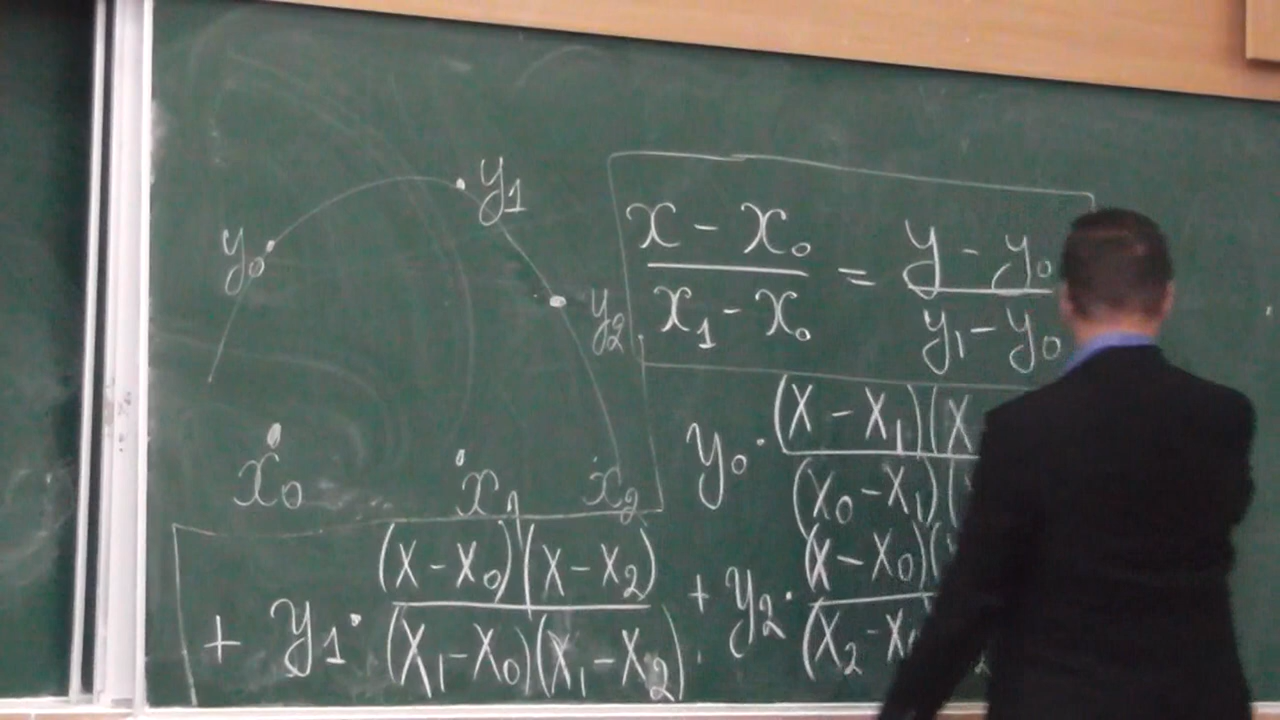 y₀ y₁ y₂
x₀ x₁ x₂
(x - x₀)/(x₁ - x₀) = (y - y₀)/(y₁ - y₀)
y₀ · (x - x₁)(x / (x₀ - x₁)(
+ y₁ · (x - x₀)(x - x₂) / (x₁ - x₀)(x₁ - x₂) + y₂ · (x - x₀)( / (x₂ - x